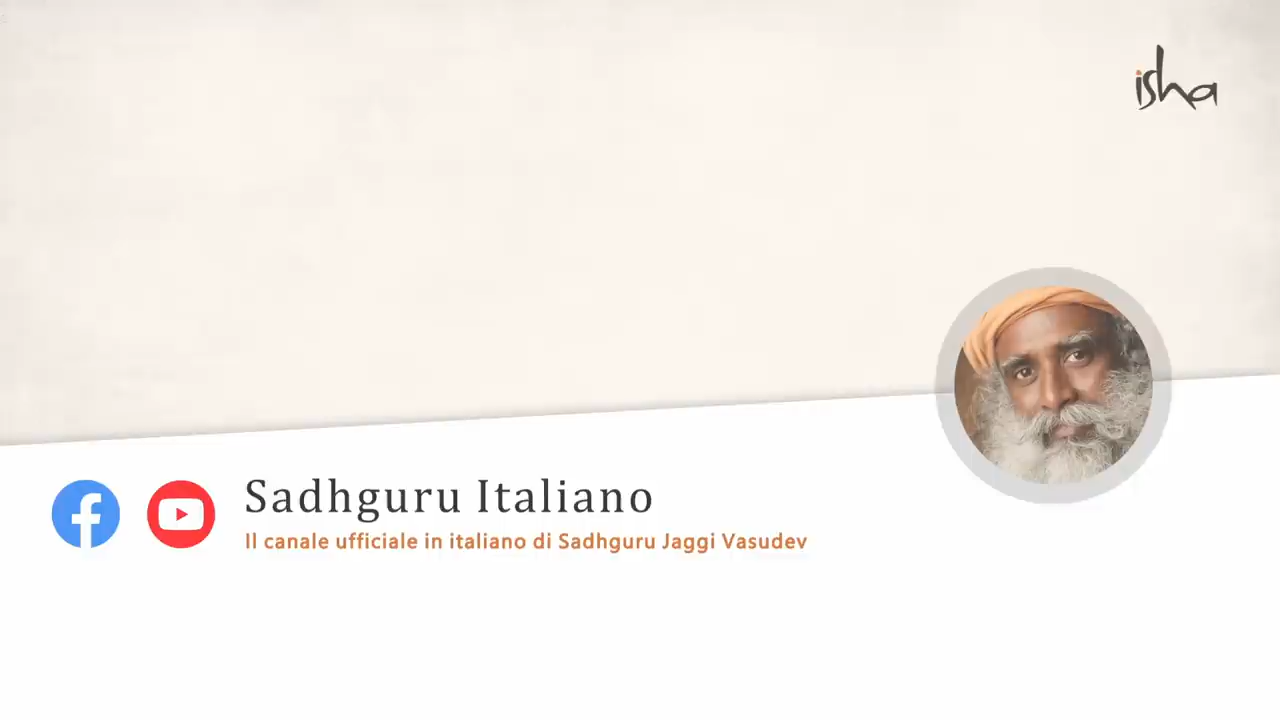 isha
Sadhguru Italiano
Il canale ufficiale in italiano di Sadhguru Jaggi Vasudev